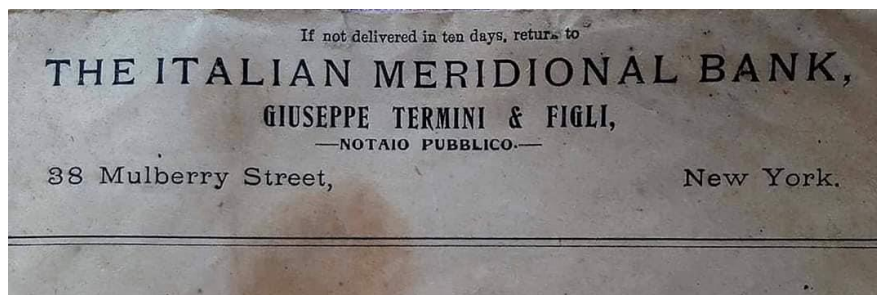 If not delivered in ten days, return to
THE ITALIAN MERIDIONAL BANK,
GIUSEPPE TERMINI & FIGLI,
—NOTAIO PUBBLICO.—
38 Mulberry Street, New York.